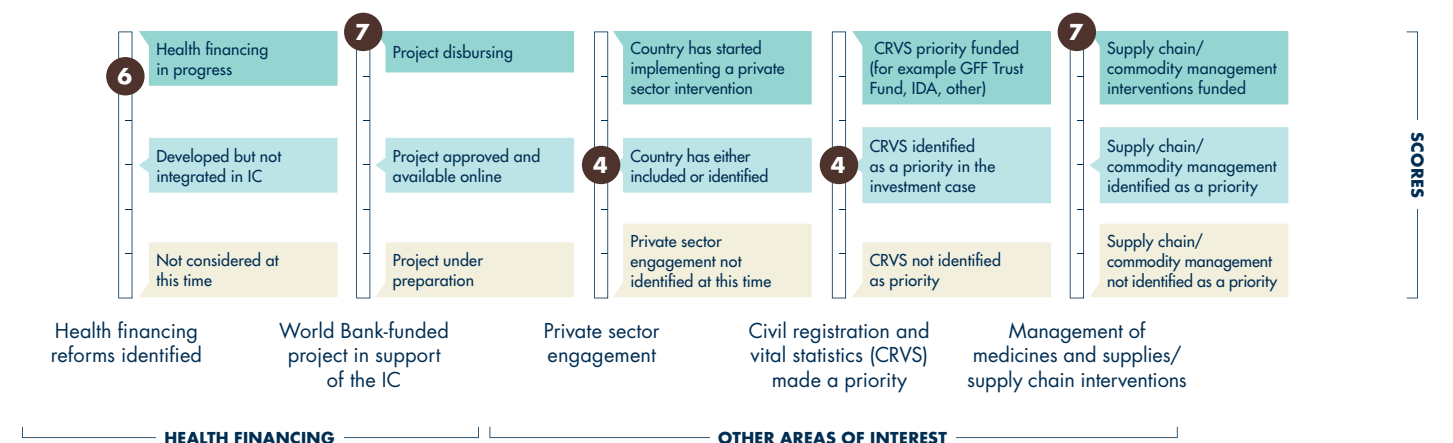 6
Health financing
in progress
Developed but not
integrated in IC
Not considered at
this time
Health financing
reforms identified
7
Project disbursing
Project approved and
available online
Project under
preparation
World Bank-funded
project in support
of the IC
Country has started
implementing a private
sector intervention
4
Country has either
included or identified
Private sector
engagement not
identified at this time
Private sector
engagement
CRVS priority funded
(for example GFF Trust
Fund, IDA, other)
4
CRVS identified
as a priority in the
investment case
CRVS not identified
as priority
Civil registration and
vital statistics (CRVS)
made a priority
7
Supply chain/
commodity management
interventions funded
Supply chain/
commodity management
identified as a priority
Supply chain/
commodity management
not identified as a priority
Management of
medicines and supplies/
supply chain interventions
SCORES
HEALTH FINANCING
OTHER AREAS OF INTEREST